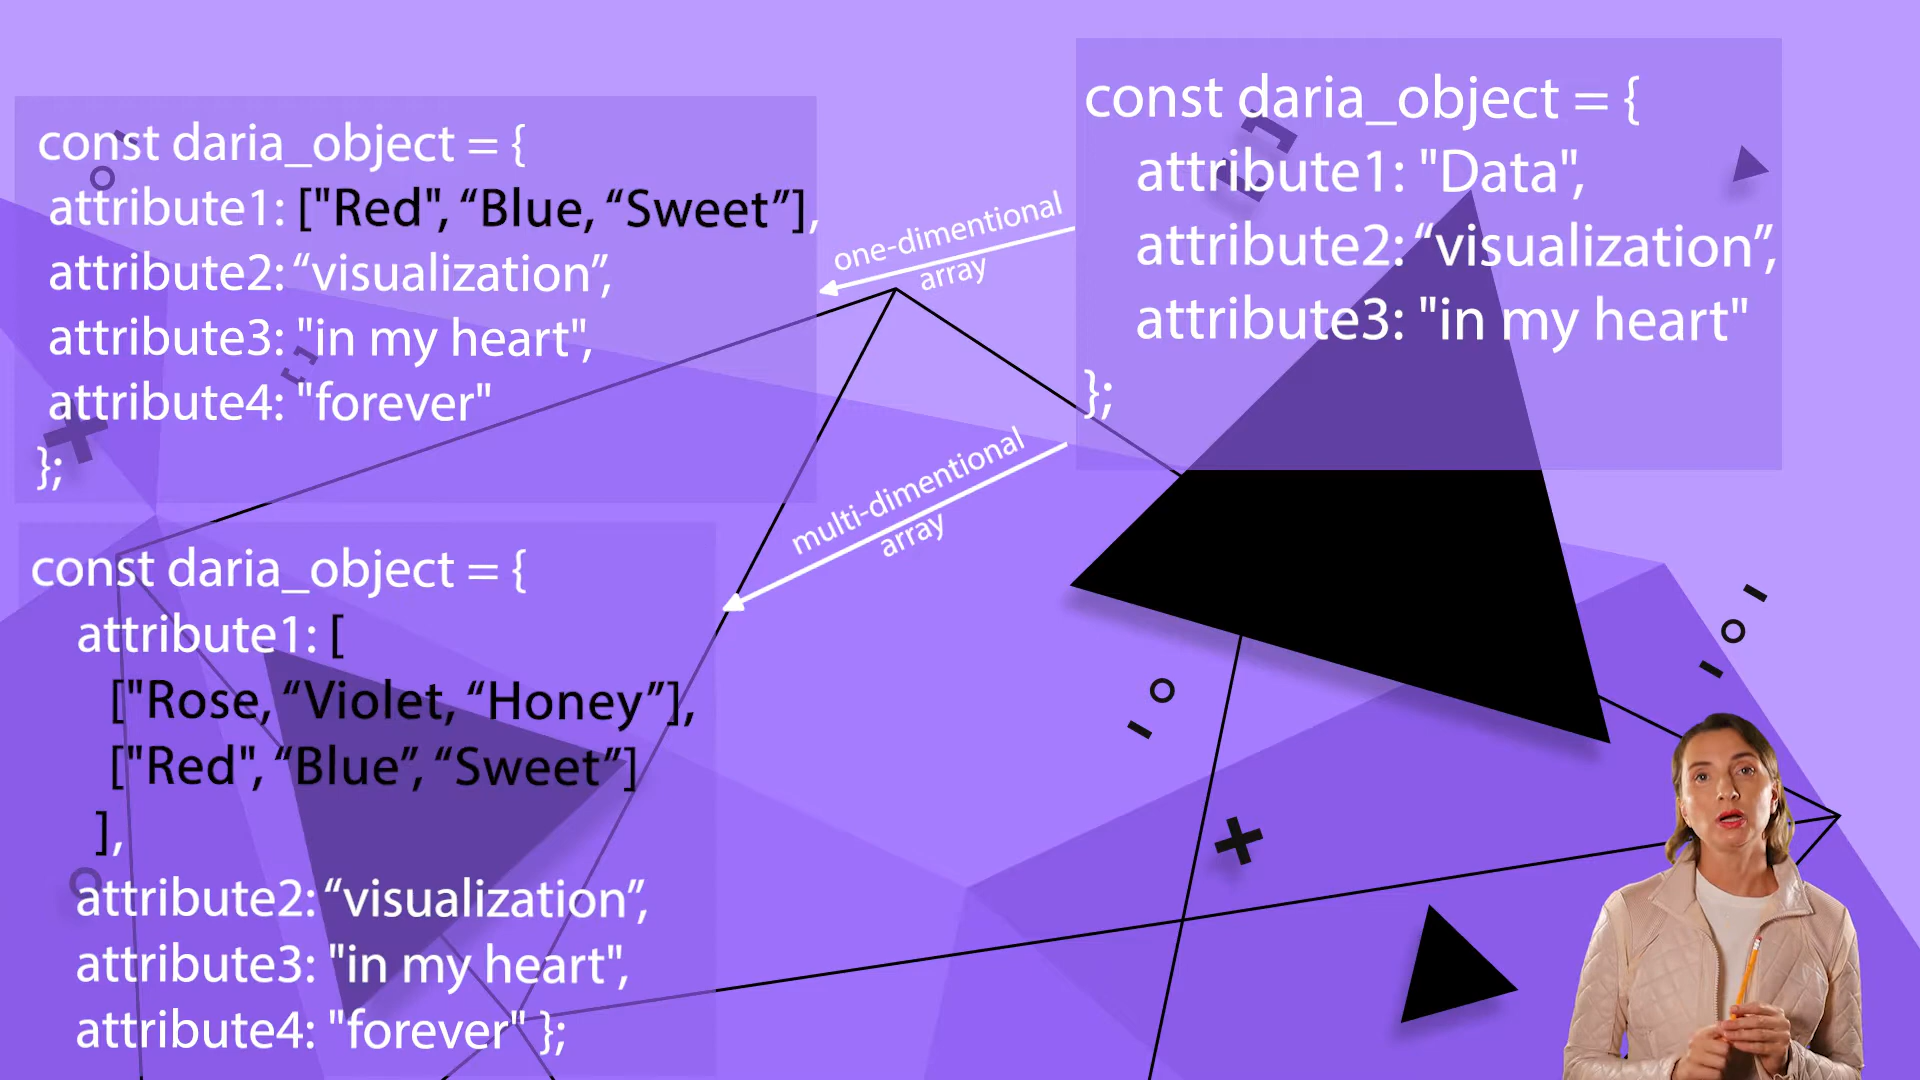 const daria_object = {
attribute1: ["Red", “Blue, “Sweet”],
attribute2: “visualization”,
attribute3: "in my heart",
attribute4: "forever"
};
one-dimentional
array
const daria_object = {
attribute1: "Data",
attribute2: “visualization”,
attribute3: "in my heart"
};
multi-dimentional
array
const daria_object = {
attribute1: [
["Rose, “Violet, “Honey”],
["Red", “Blue”, “Sweet”]
],
attribute2: “visualization”,
attribute3: "in my heart",
attribute4: "forever" };